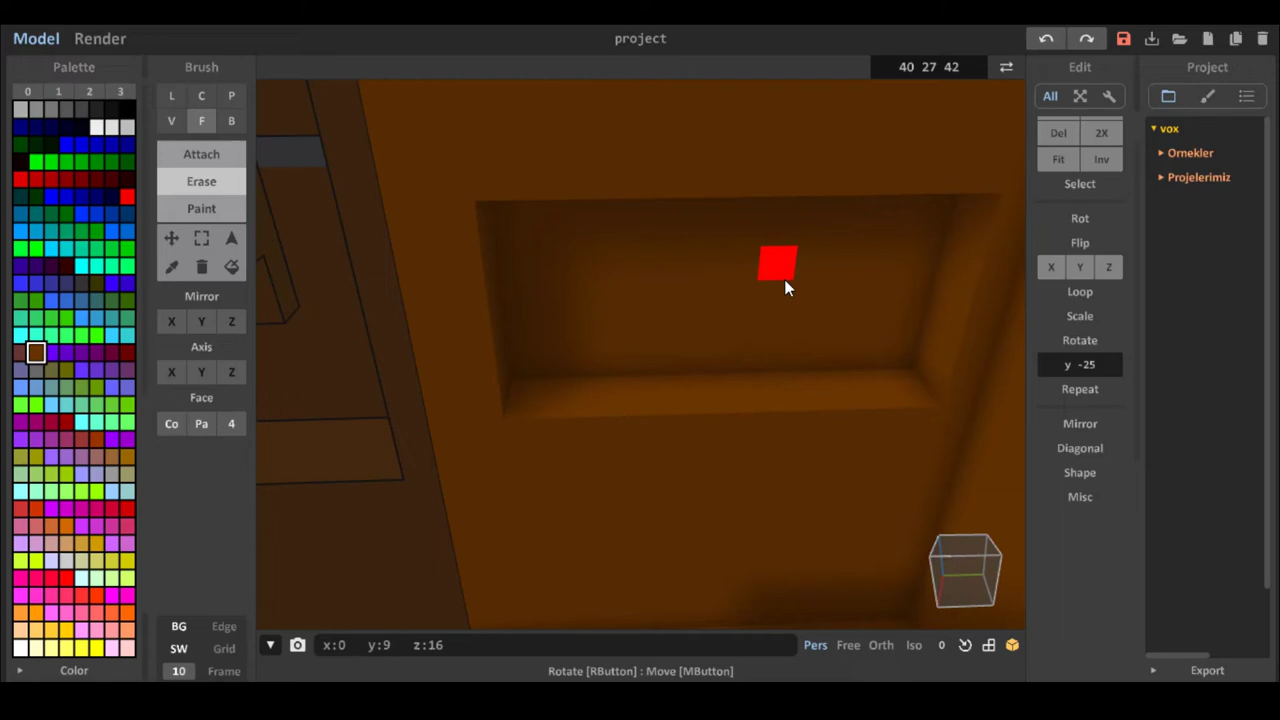 Model Render
project
Palette
Brush
40 27 42
Edit
Project
0 1 2 3
L C P
V F B
Attach
Erase
Paint
Mirror
X Y Z
Axis
X Y Z
Face
Co Pa 4
BG Edge
SW Grid
10 Frame
Color
All
Del 2X
Fit Inv
Select
Rot
Flip
X Y Z
Loop
Scale
Rotate
y -25
Repeat
Mirror
Diagonal
Shape
Misc
vox
Ornekler
Projelerimiz
Export
x:0 y:9 z:16
Pers Free Orth Iso 0
Rotate [RButton] : Move [MButton]